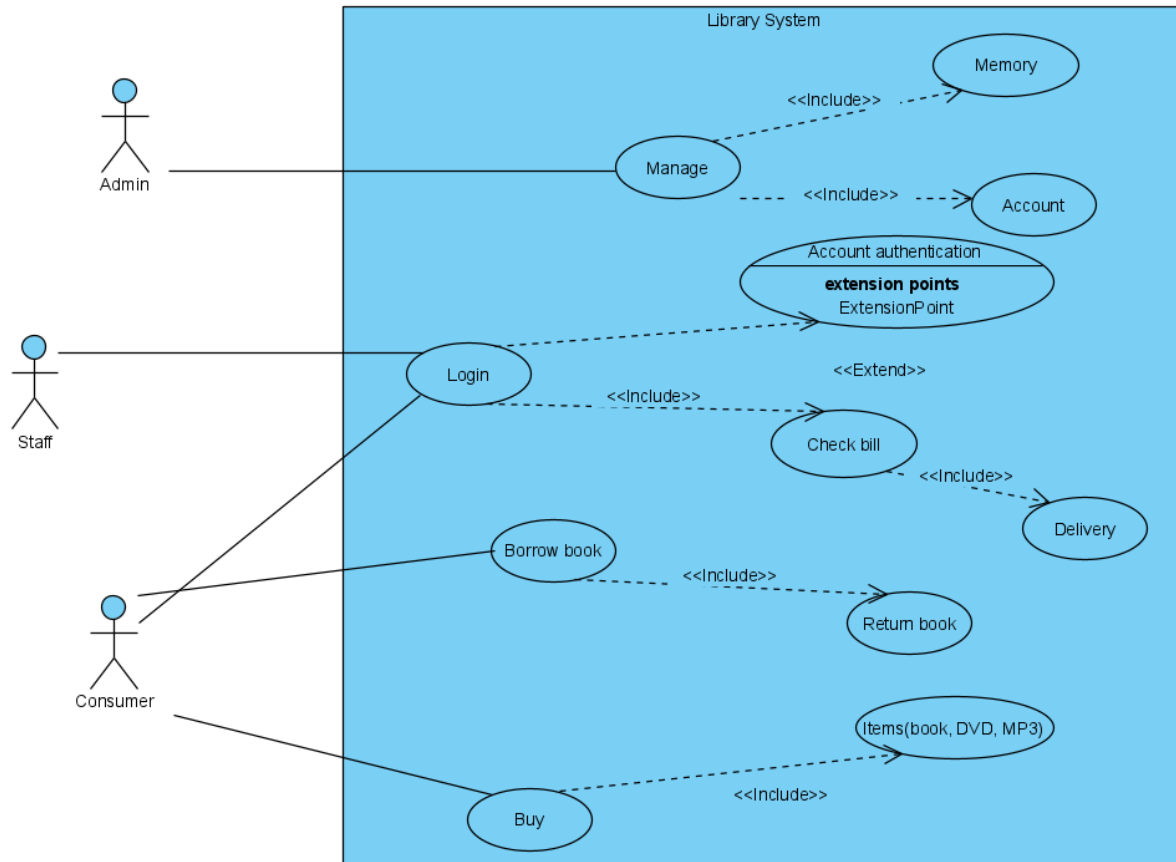 Library System
Memory
<<Include>>
Admin
Manage
<<Include>>
Account
Account authentication
extension points
ExtensionPoint
Staff
Login
<<Extend>>
<<Include>>
Check bill
<<Include>>
Delivery
Borrow book
<<Include>>
Return book
Consumer
Items(book, DVD, MP3)
<<Include>>
Buy